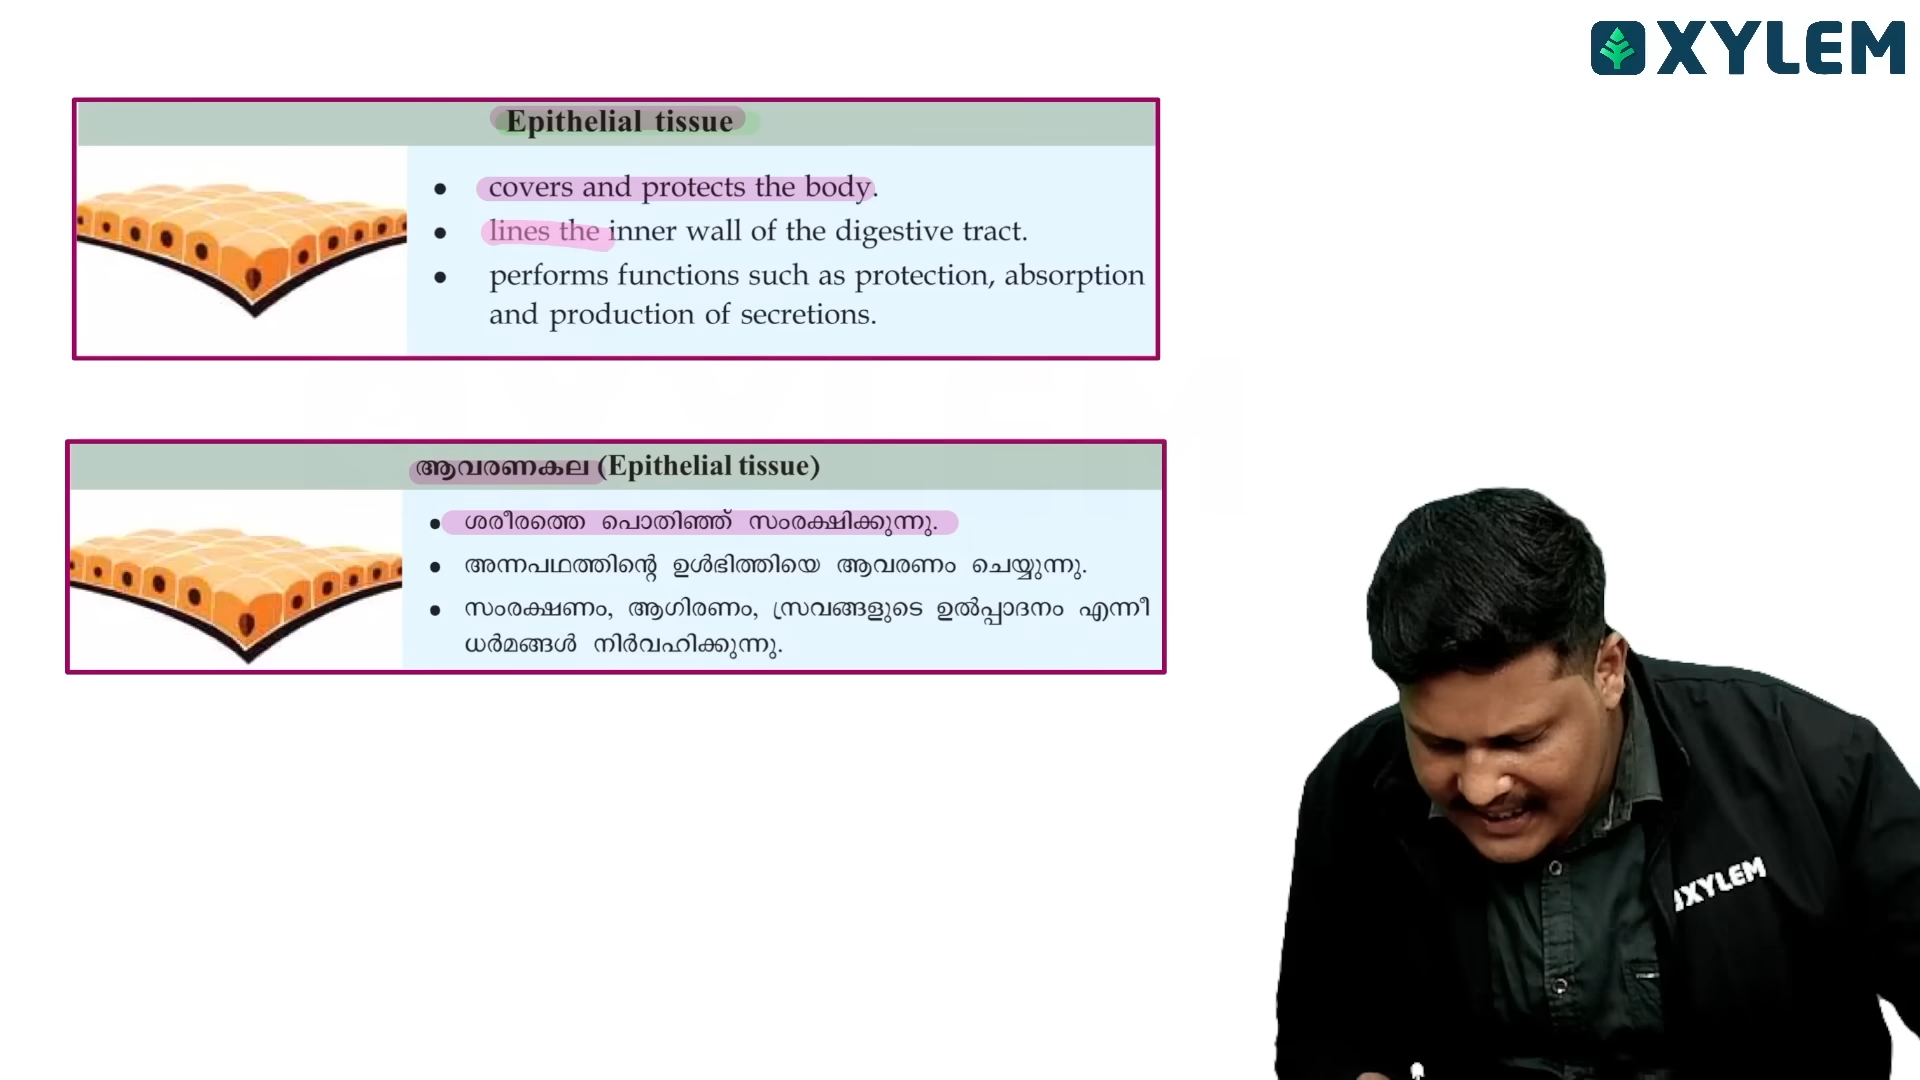 XYLEM
Epithelial tissue
• covers and protects the body.
• lines the inner wall of the digestive tract.
• performs functions such as protection, absorption
and production of secretions.
ആവരണകല (Epithelial tissue)
• ശരീരത്തെ പൊതിഞ്ഞ് സംരക്ഷിക്കുന്നു.
• അന്നപഥത്തിന്റെ ഉൾഭിത്തിയെ ആവരണം ചെയ്യുന്നു.
• സംരക്ഷണം, ആഗിരണം, സ്രവങ്ങളുടെ ഉൽപ്പാദനം എന്നീ
ധർമങ്ങൾ നിർവഹിക്കുന്നു.
XYLEM